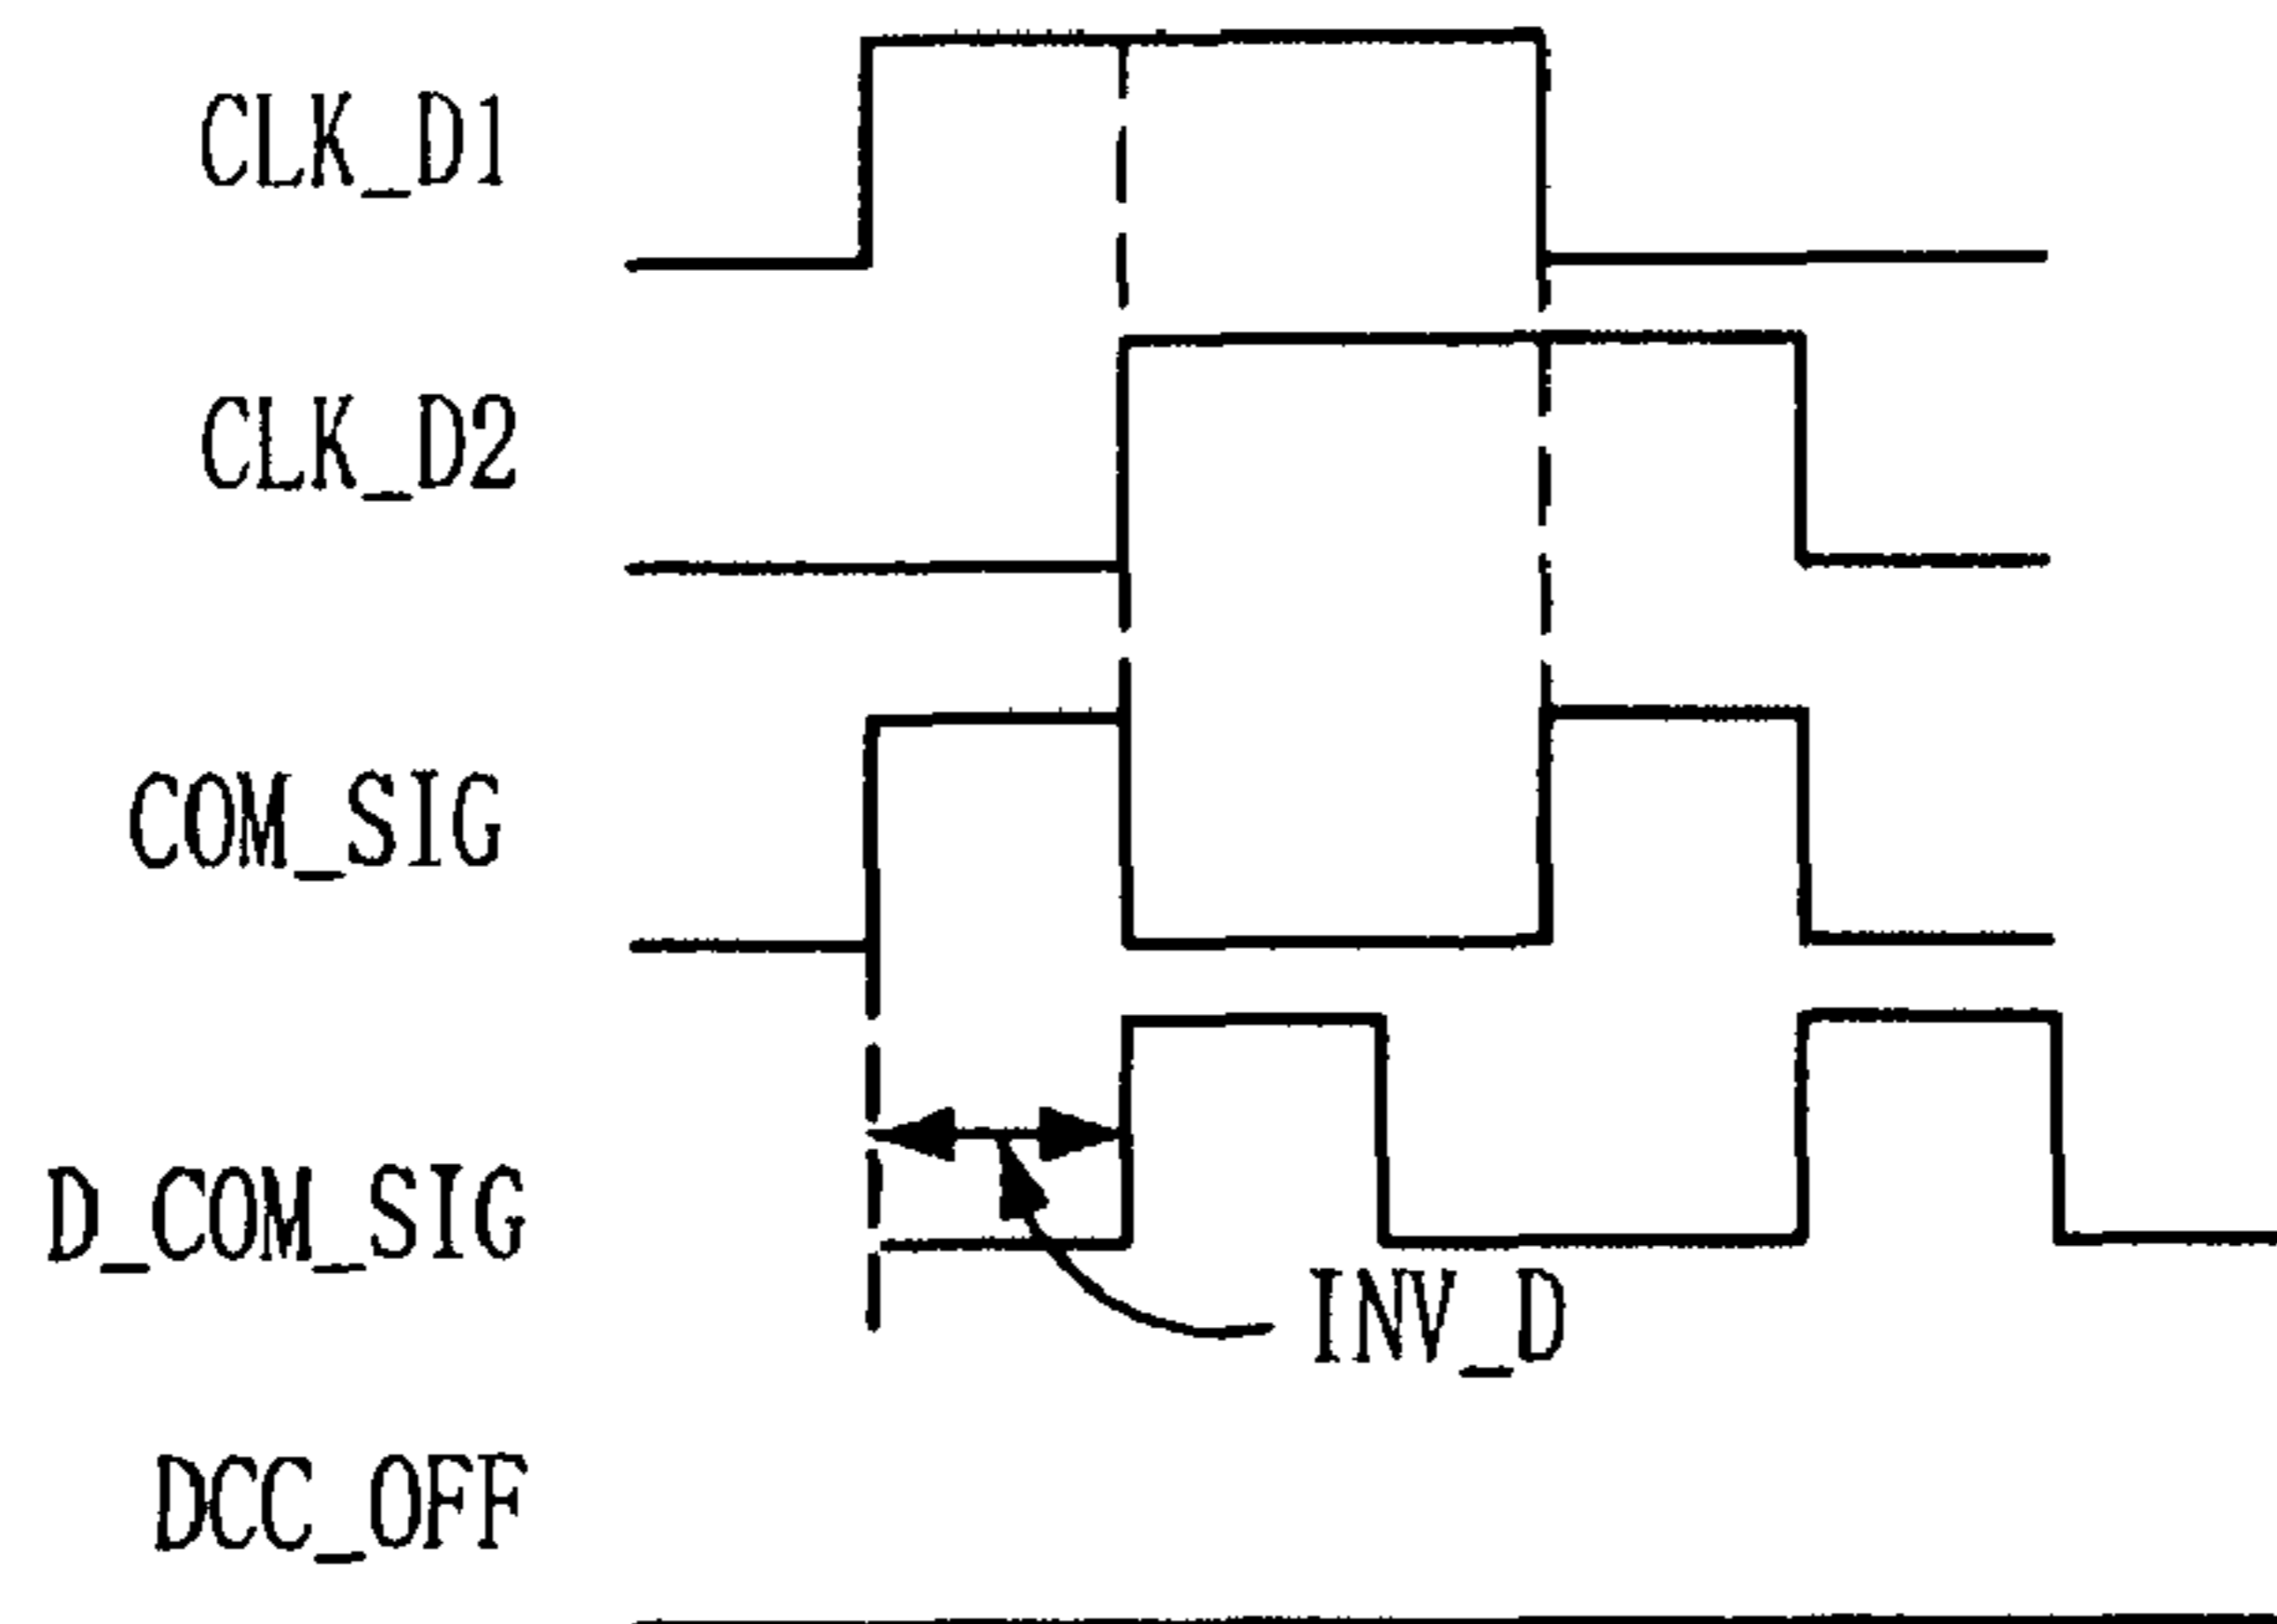 CLK_D1
CLK_D2
COM_SIG
D_COM_SIG
INV_D
DCC_OFF